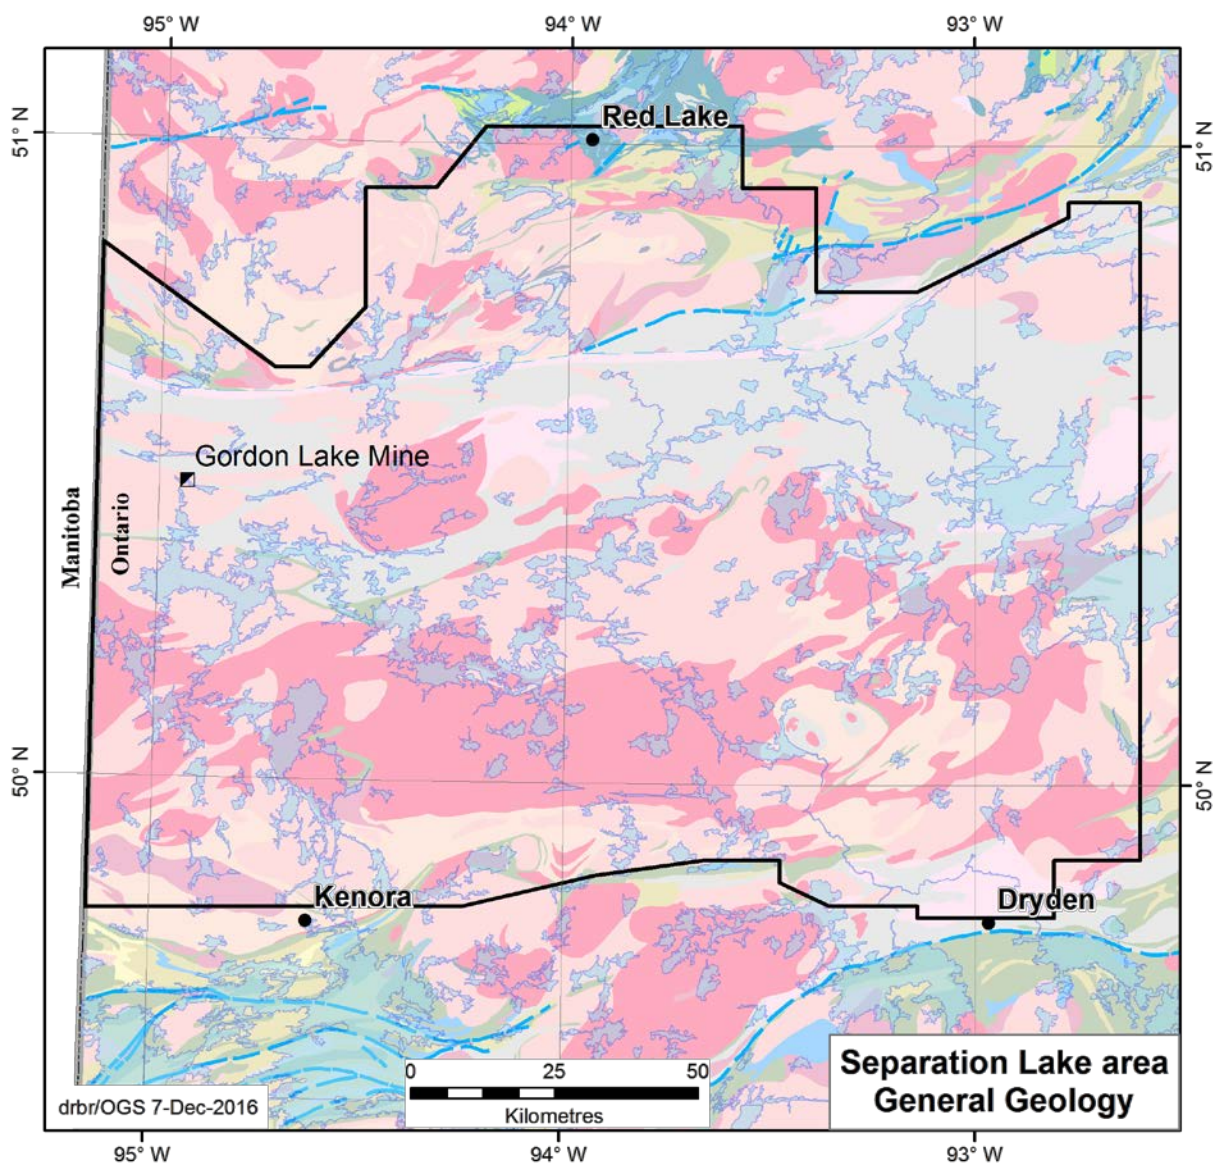 95° W
94° W
93° W
51° N
Red Lake
51° N
Gordon Lake Mine
Manitoba
Ontario
50° N
50° N
Kenora
Dryden
0
25
50
Kilometres
drbr/OGS 7-Dec-2016
Separation Lake area
General Geology
95° W
94° W
93° W